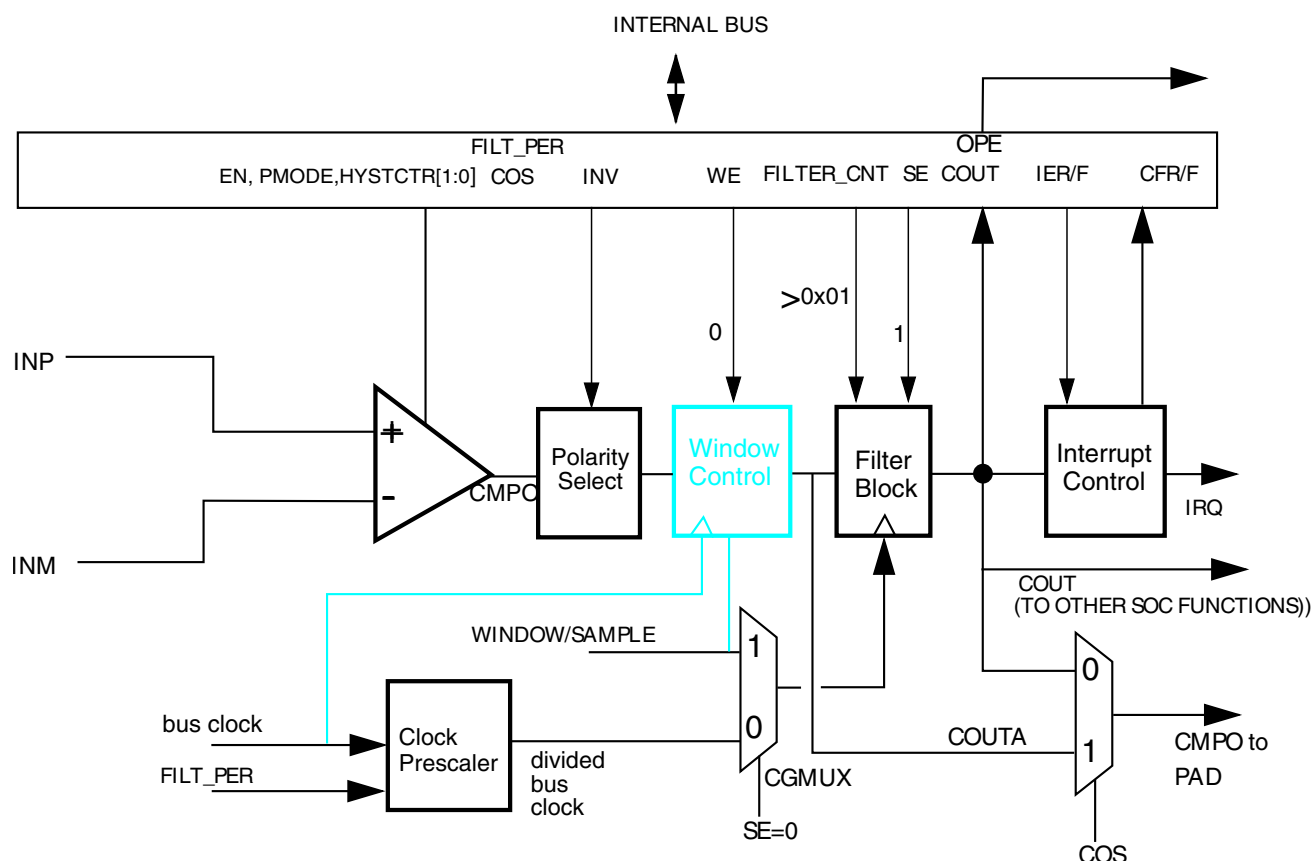 INTERNAL BUS
FILT_PER
OPE
EN, PMODE,HYSTCTR[1:0] COS INV WE FILTER_CNT SE COUT IER/F CFR/F
>0x01
0
1
INP
+
-
INM
CMPO
Polarity
Select
Window
Control
Filter
Block
Interrupt
Control
IRQ
COUT
(TO OTHER SOC FUNCTIONS))
WINDOW/SAMPLE
1
0
bus clock
FILT_PER
Clock
Prescaler
divided
bus
clock
CGMUX
SE=0
COUTA
0
1
CMPO to
PAD
COS